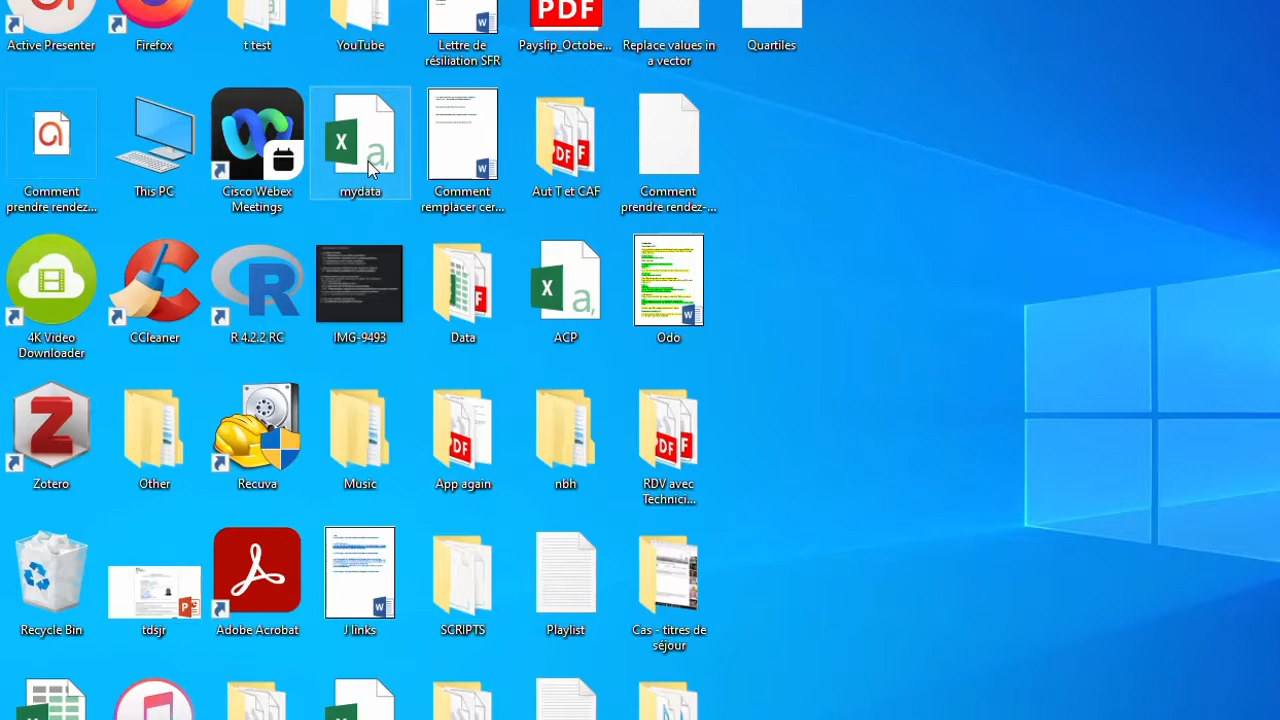 Active Presenter
Firefox
t test
YouTube
Lettre de
résiliation SFR
PDF
Payslip_Octobe...
Replace values in
a vector
Quartiles
Comment
prendre rendez...
This PC
Cisco Webex
Meetings
mydata
Comment
remplacer cer...
Aut T et CAF
Comment
prendre rendez-...
4K Video
Downloader
CCleaner
R 4.2.2 RC
IMG-9493
Data
ACP
Odo
Zotero
Other
Recuva
Music
App again
nbh
RDV avec
Technici...
Recycle Bin
tdsjr
Adobe Acrobat
J links
SCRIPTS
Playlist
Cas - titres de
séjour